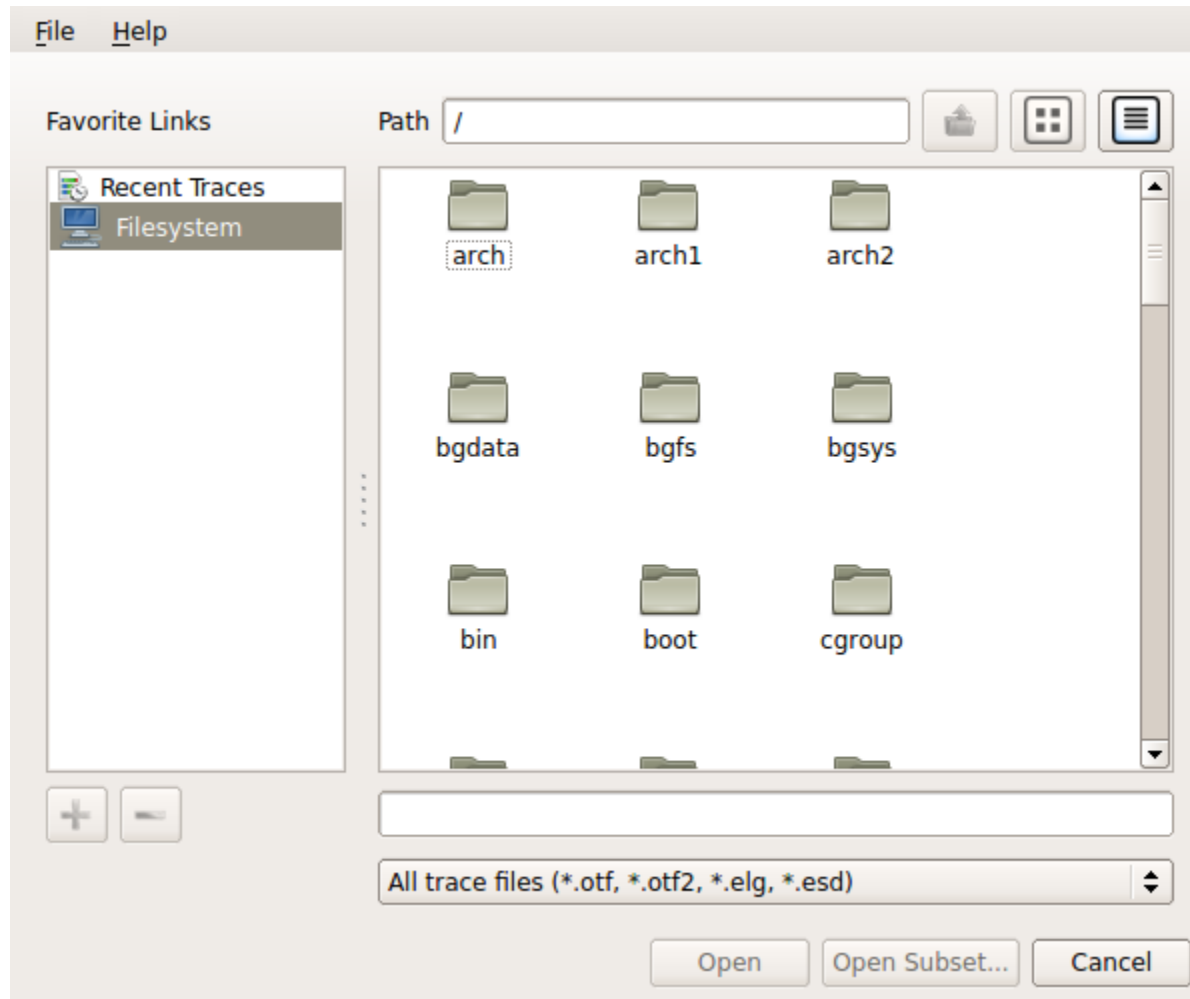 File Help
Favorite Links
Path /
Recent Traces
Filesystem
arch arch1 arch2
bgdata bgfs bgsys
bin boot cgroup
All trace files (*.otf, *.otf2, *.elg, *.esd)
Open Open Subset... Cancel